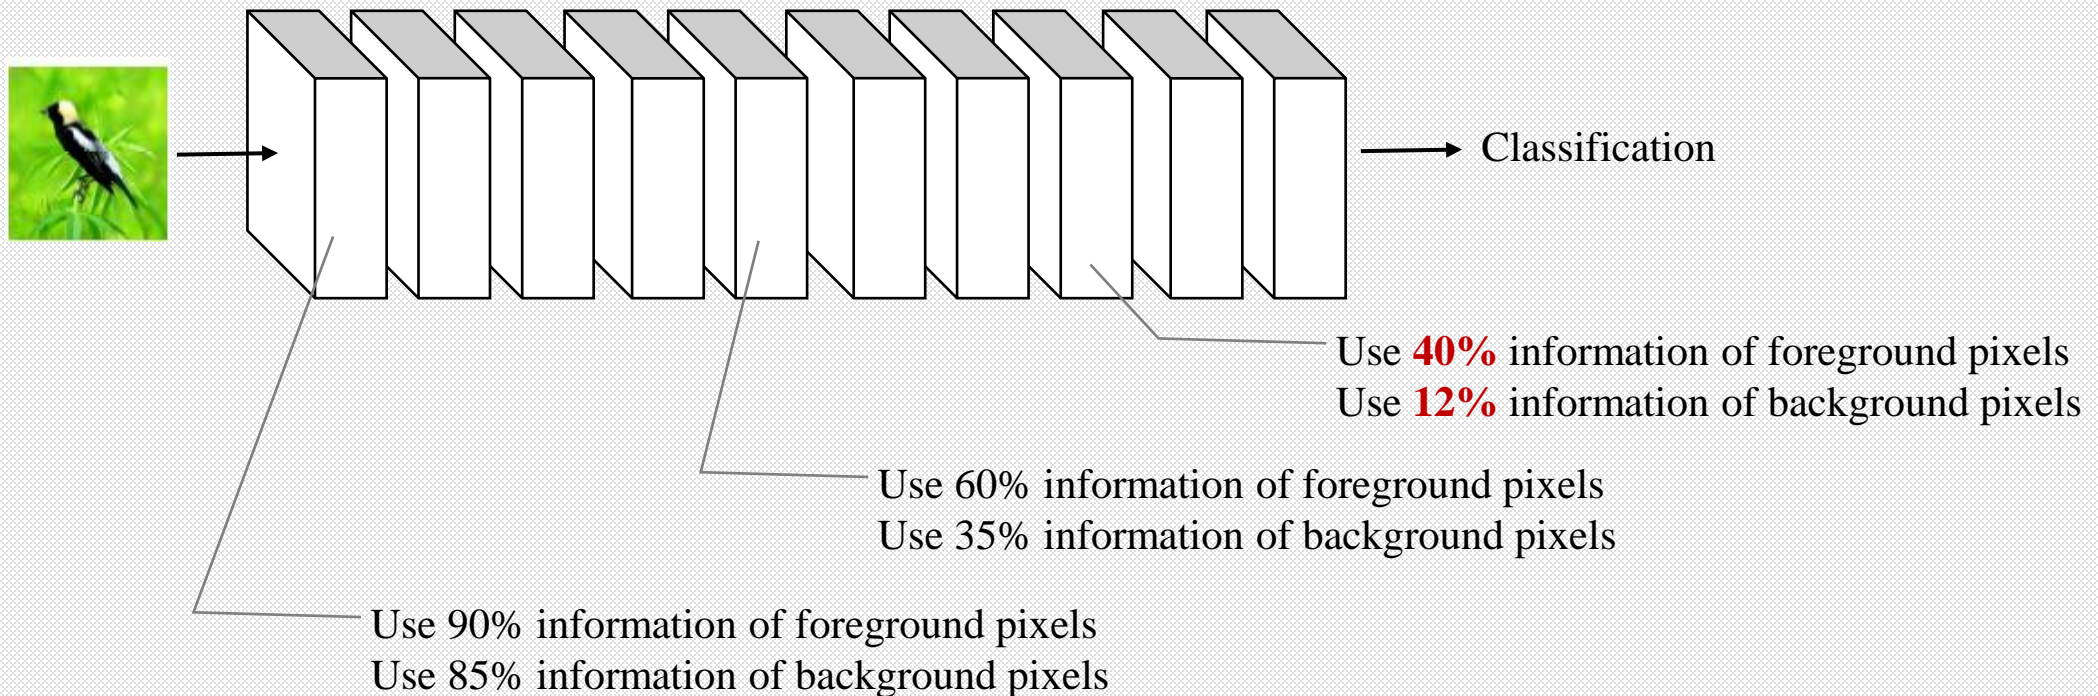 Classification
Use 40% information of foreground pixels
Use 12% information of background pixels
Use 60% information of foreground pixels
Use 35% information of background pixels
Use 90% information of foreground pixels
Use 85% information of background pixels